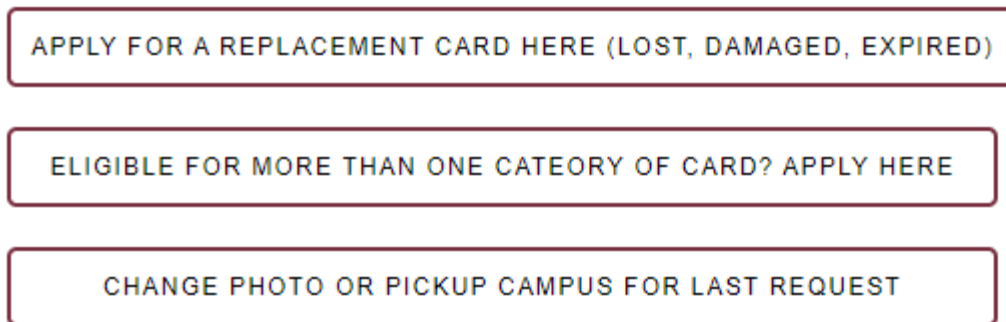 APPLY FOR A REPLACEMENT CARD HERE (LOST, DAMAGED, EXPIRED)
ELIGIBLE FOR MORE THAN ONE CATEORY OF CARD? APPLY HERE
CHANGE PHOTO OR PICKUP CAMPUS FOR LAST REQUEST